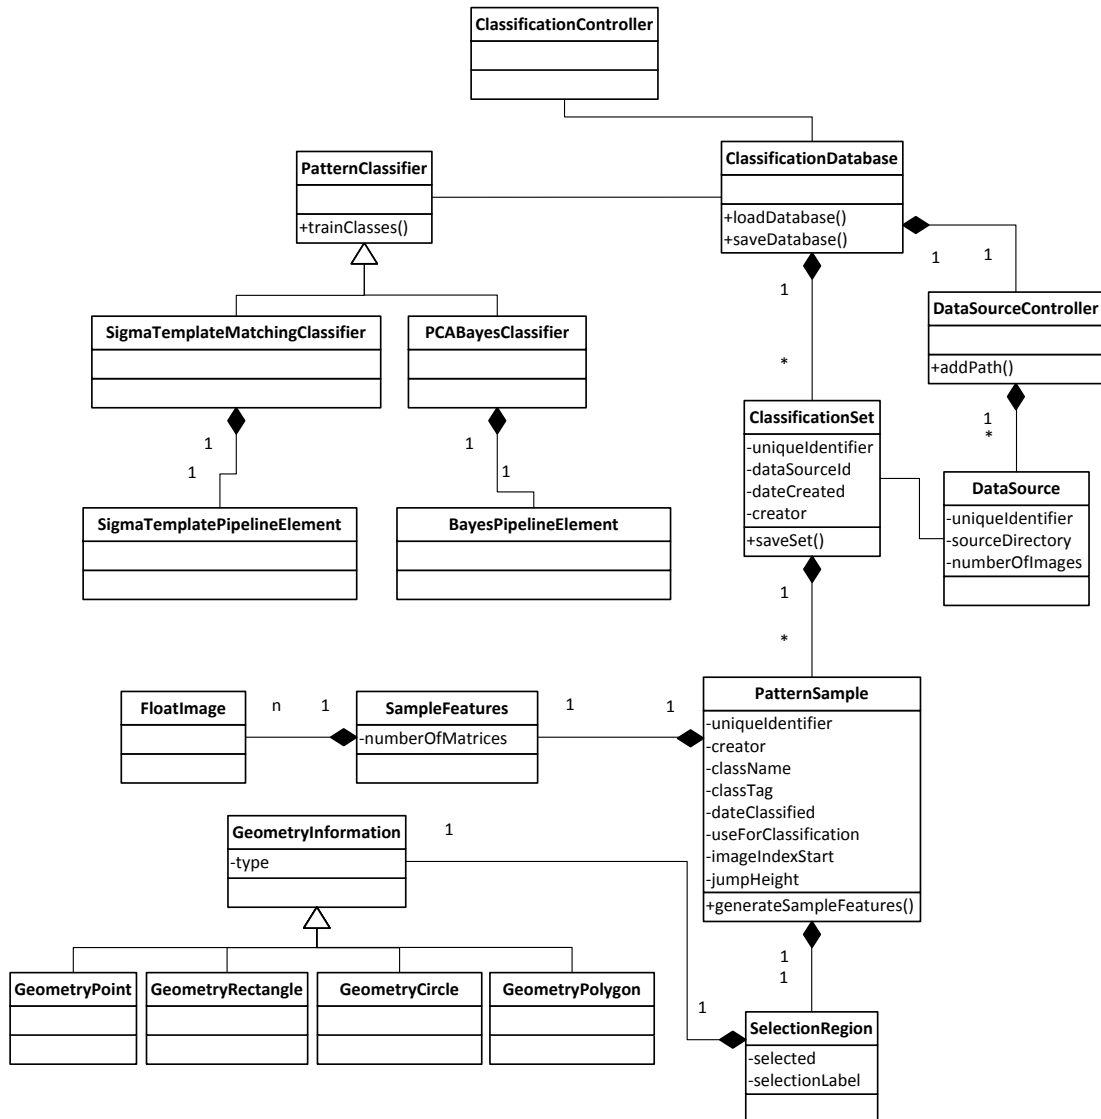 ClassificationController
ClassificationDatabase
+loadDatabase()
+saveDatabase()
PatternClassifier
+trainClasses()
1
1
1
*
DataSourceController
+addPath()
1
*
SigmaTemplateMatchingClassifier
PCABayesClassifier
1
1
1
1
SigmaTemplatePipelineElement
BayesPipelineElement
ClassificationSet
-uniqueIdentifier
-dataSourceId
-dateCreated
-creator
+saveSet()
DataSource
-uniqueIdentifier
-sourceDirectory
-numberOfImages
1
*
FloatImage
n
1
SampleFeatures
-numberOfMatrices
1
1
PatternSample
-uniqueIdentifier
-creator
-className
-classTag
-dateClassified
-useForClassification
-imageIndexStart
-jumpHeight
+generateSampleFeatures()
GeometryInformation
-type
1
1
1
GeometryPoint
GeometryRectangle
GeometryCircle
GeometryPolygon
1
SelectionRegion
-selected
-selectionLabel